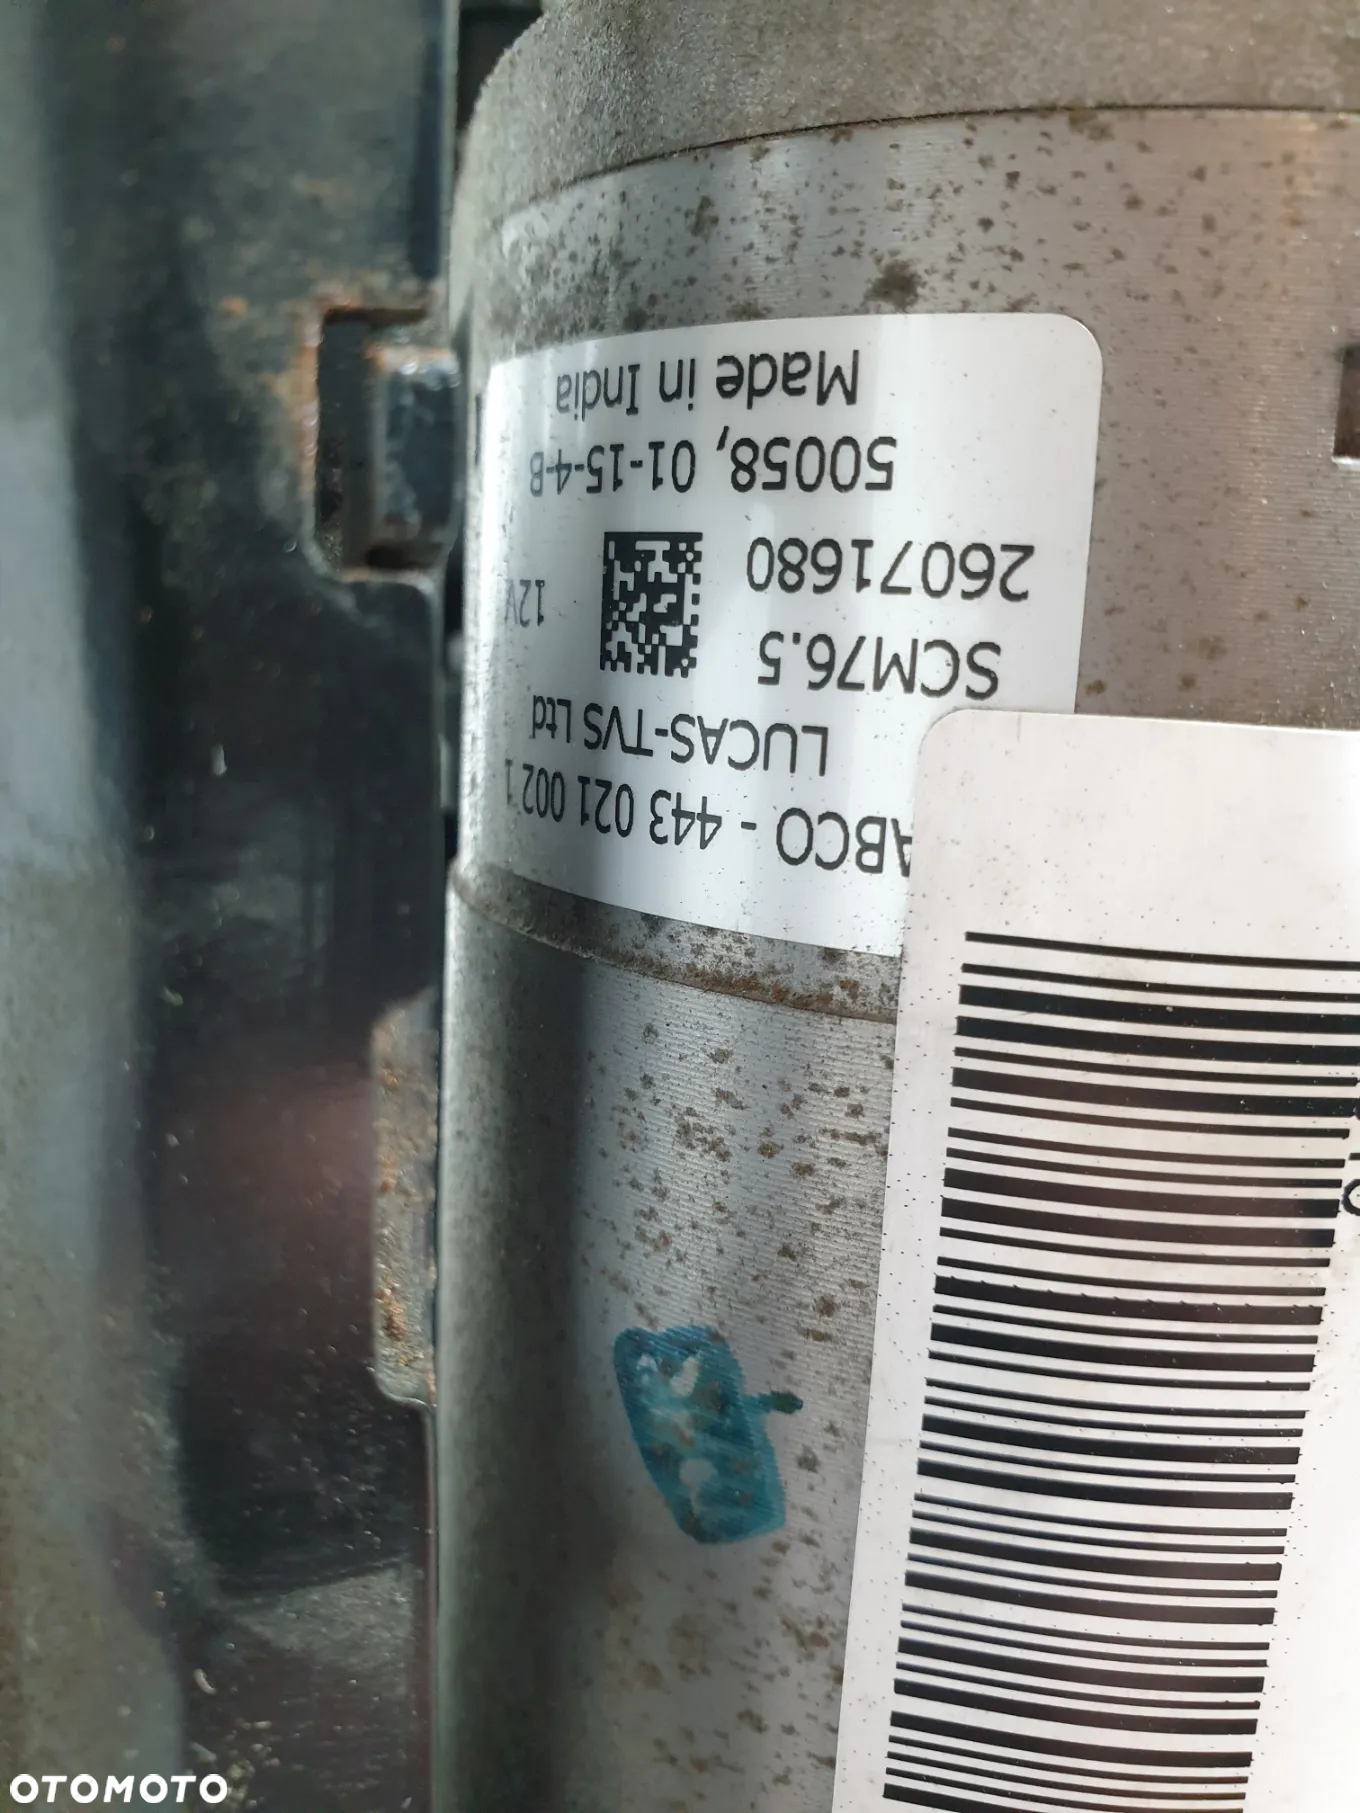 ABCO - 443 021 002 1
LUCAS-TVS Ltd
SCM76.5
26071680
12V
50058, 01-15-4-B
Made in India
OTOMOTO